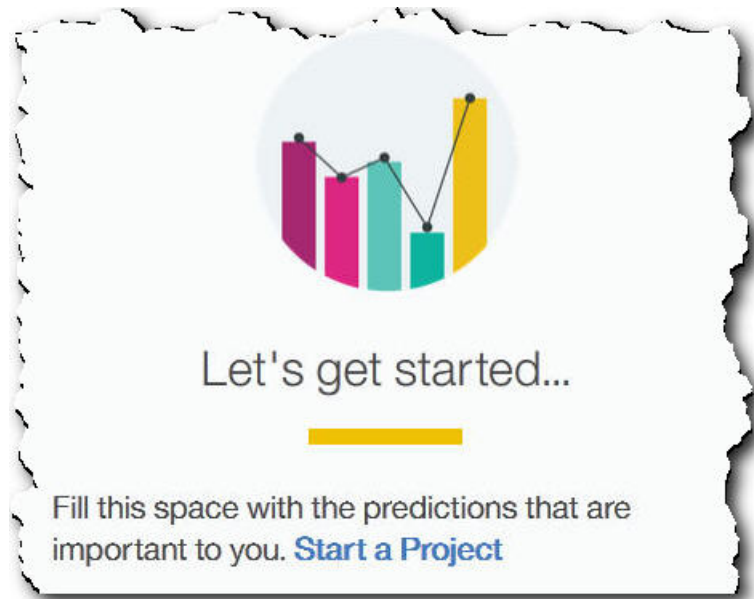 Let's get started...
Fill this space with the predictions that are
important to you. Start a Project